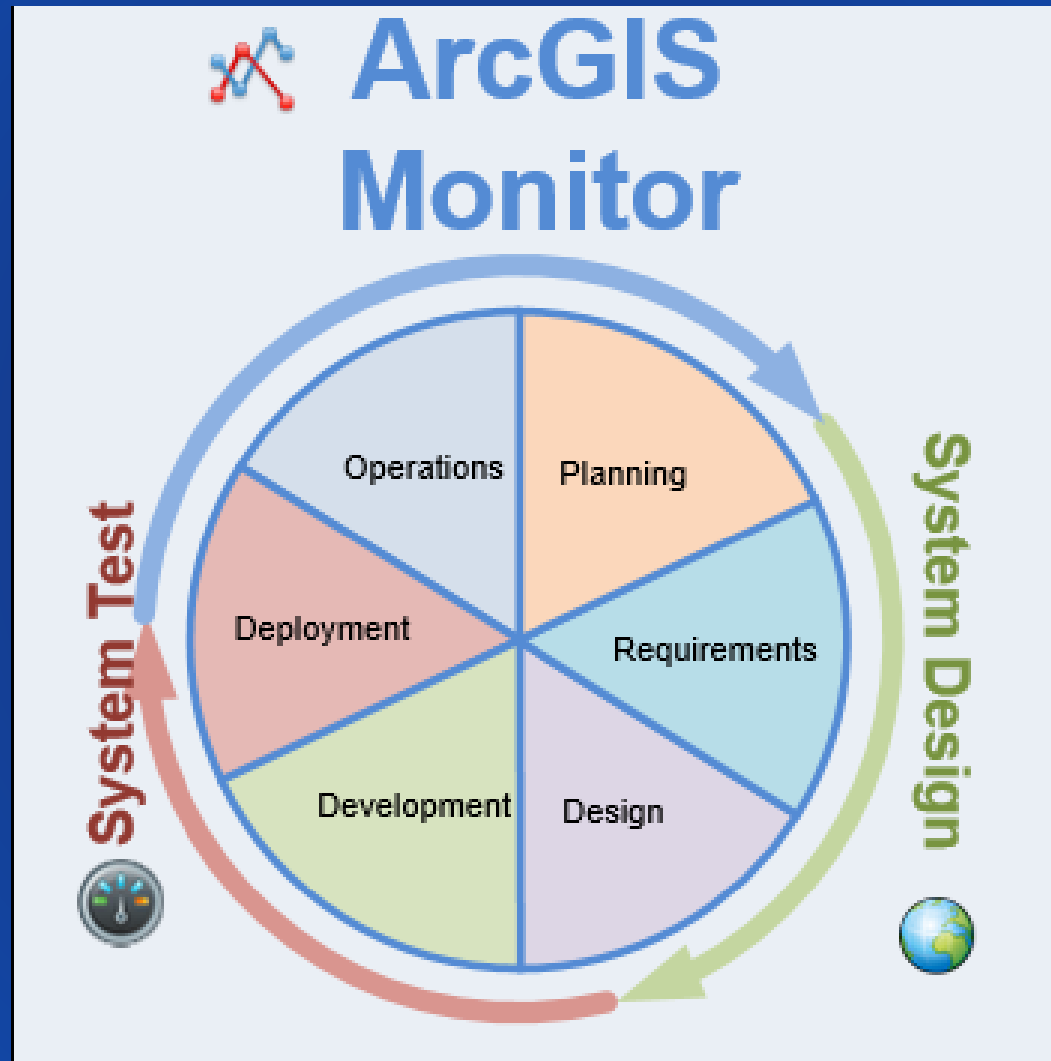 ArcGIS
Monitor
Operations
Planning
Deployment
Requirements
Development
Design
System Test
System Design